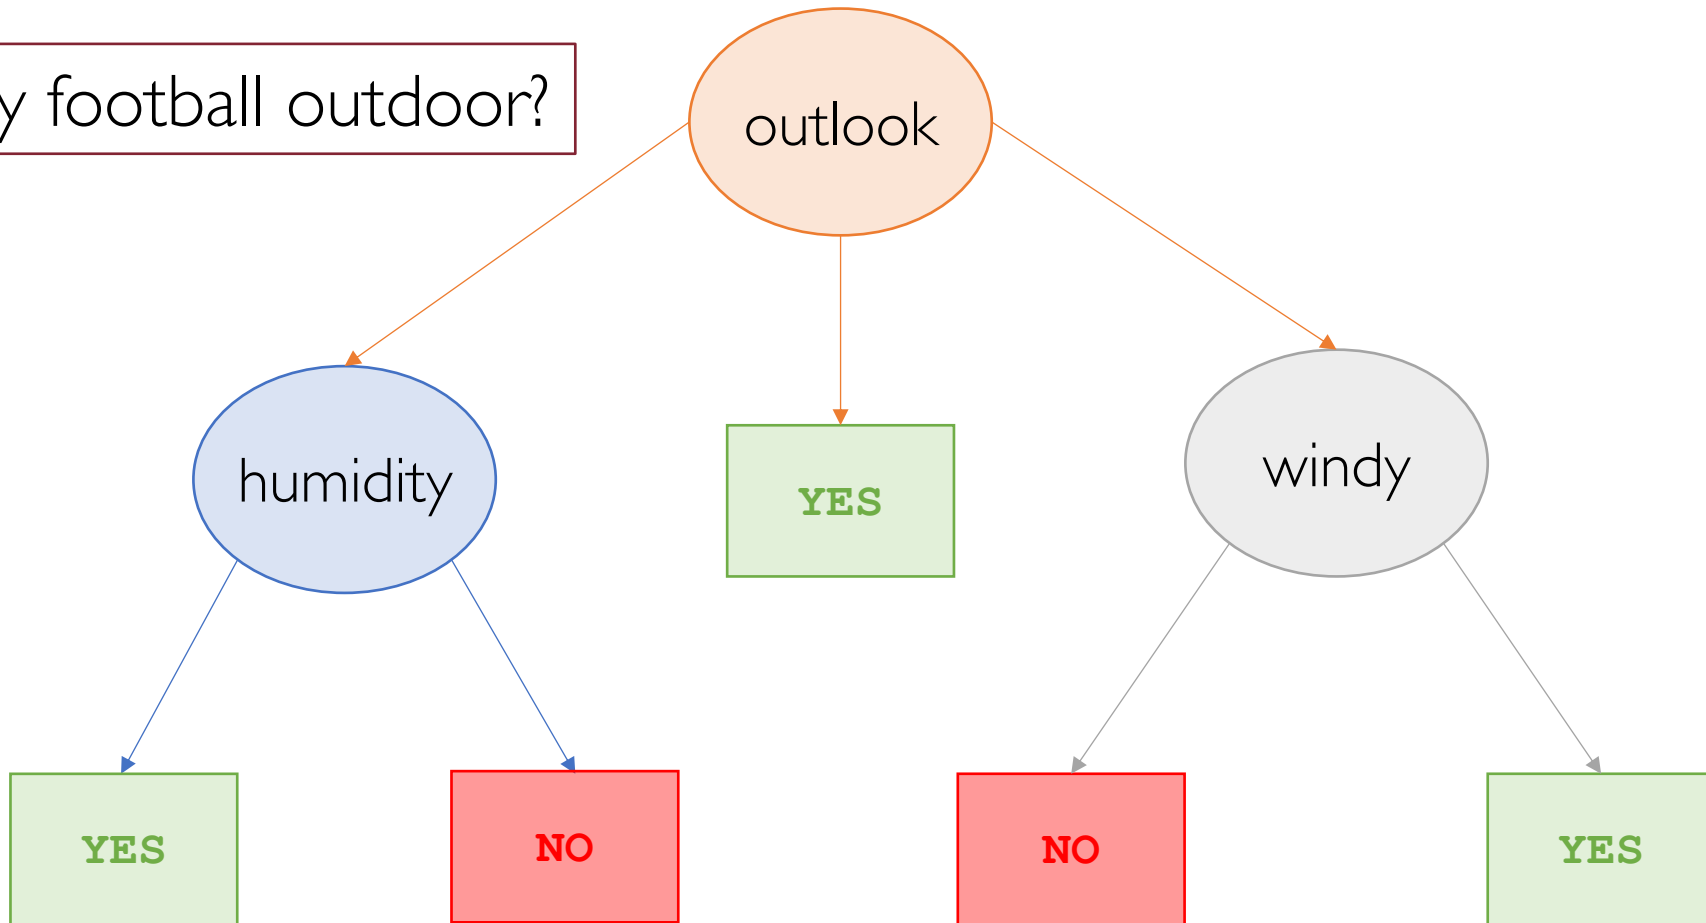 y football outdoor?
outlook
humidity
YES
windy
YES
NO
NO
YES